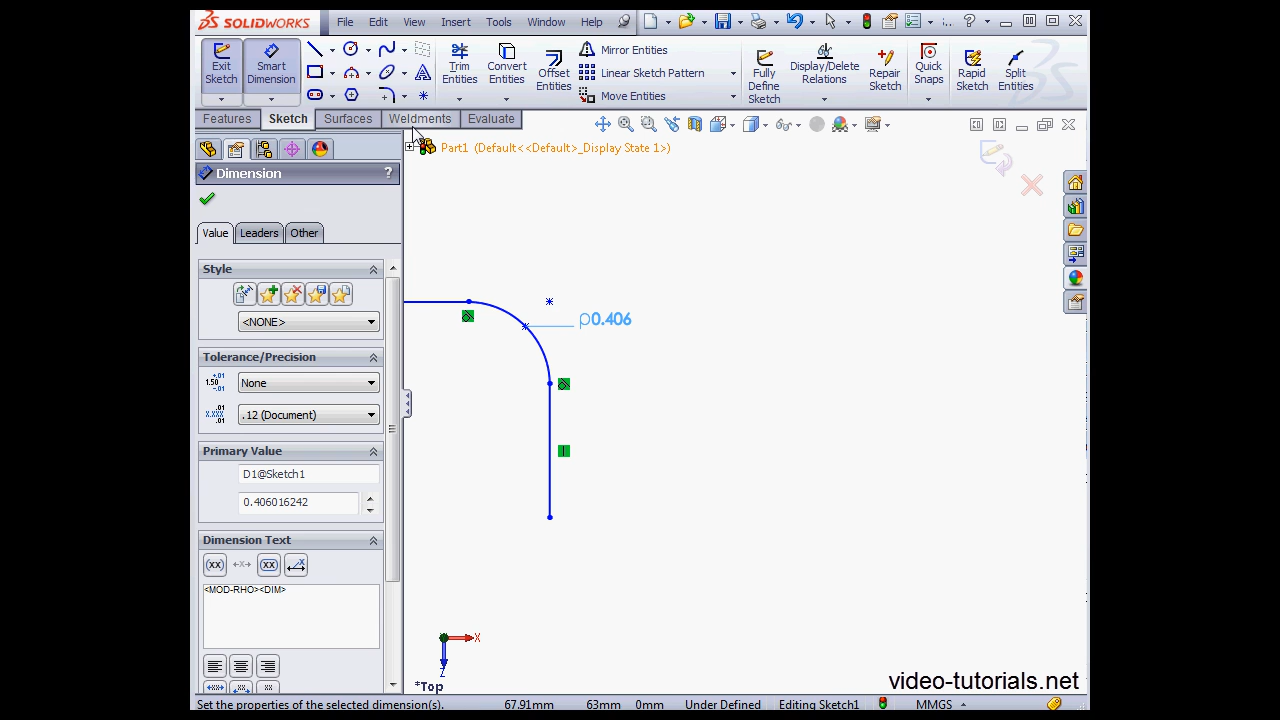 SOLIDWORKS File Edit View Insert Tools Window Help
Exit Sketch
Smart Dimension
Trim Entities
Convert Entities
Offset Entities
Mirror Entities
Linear Sketch Pattern
Move Entities
Fully Define Sketch
Display/Delete Relations
Repair Sketch
Quick Snaps
Rapid Sketch
Split Entities
Features Sketch Surfaces Weldments Evaluate
Part1 (Default<<Default>_Display State 1>)
Dimension ?
Value Leaders Other
Style
<NONE>
Tolerance/Precision
None
.12 (Document)
Primary Value
D1@Sketch1
0.406016242
Dimension Text
<MOD-RHO><DIM>
ρ0.406
X
Z
*Top
video-tutorials.net
Set the properties of the selected dimension(s). 67.91mm 63mm 0mm Under Defined Editing Sketch1 MMGS